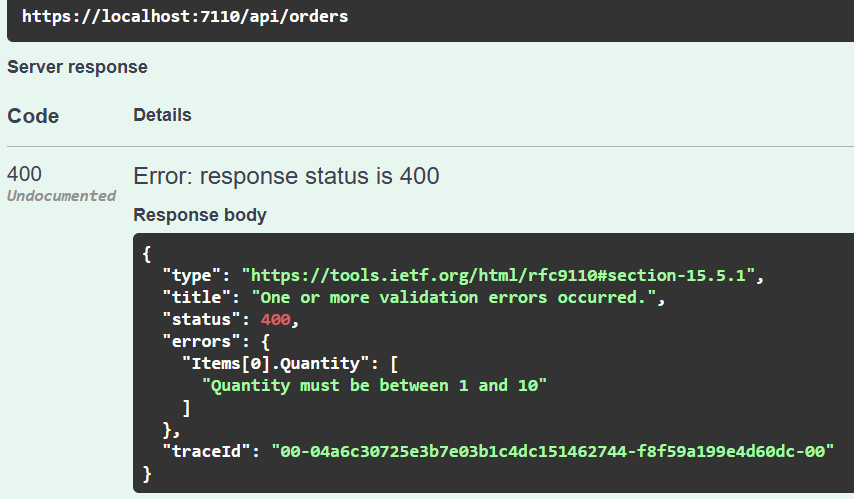 https://localhost:7110/api/orders
Server response
Code Details
400 Error: response status is 400
Undocumented
Response body
{
  "type": "https://tools.ietf.org/html/rfc9110#section-15.5.1",
  "title": "One or more validation errors occurred.",
  "status": 400,
  "errors": {
    "Items[0].Quantity": [
      "Quantity must be between 1 and 10"
    ]
  },
  "traceId": "00-04a6c30725e3b7e03b1c4dc151462744-f8f59a199e4d60dc-00"
}